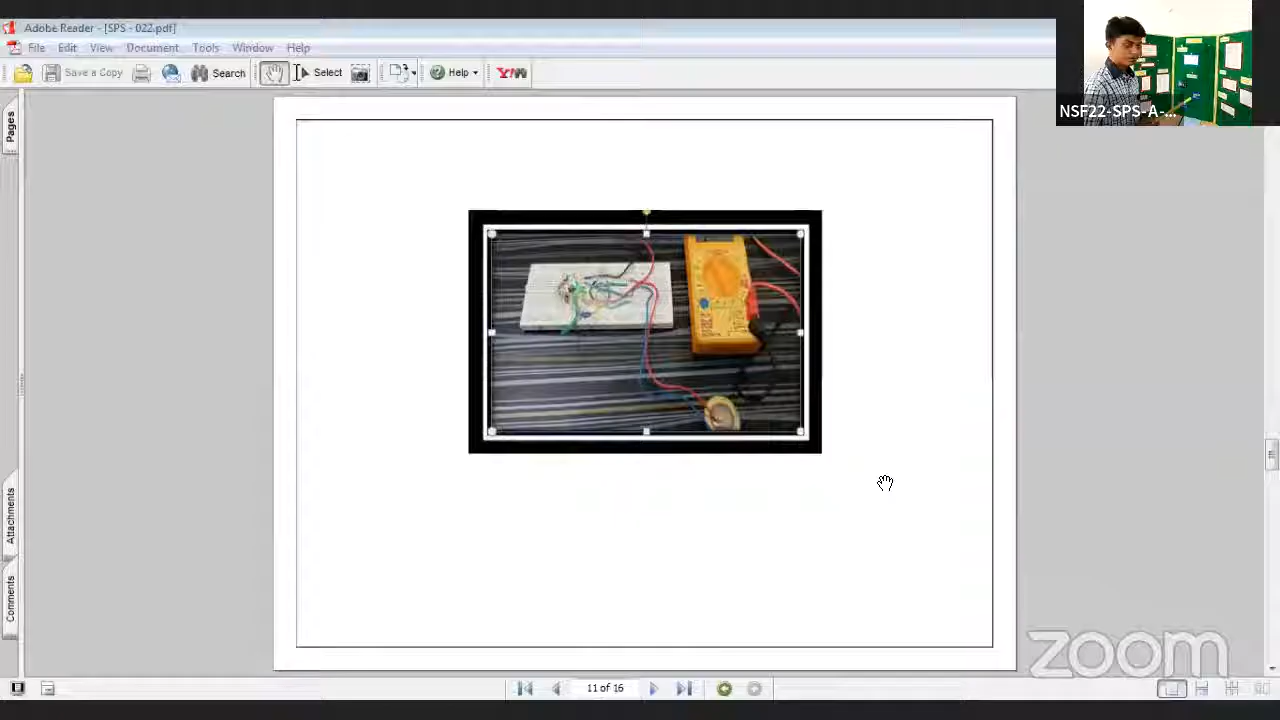 Adobe Reader - [SPS - 022.pdf]
File Edit View Document Tools Window Help
Save a Copy Search Select Help
Pages
NSF22-SPS-A-...
Attachments
Comments
11 of 16
zoom